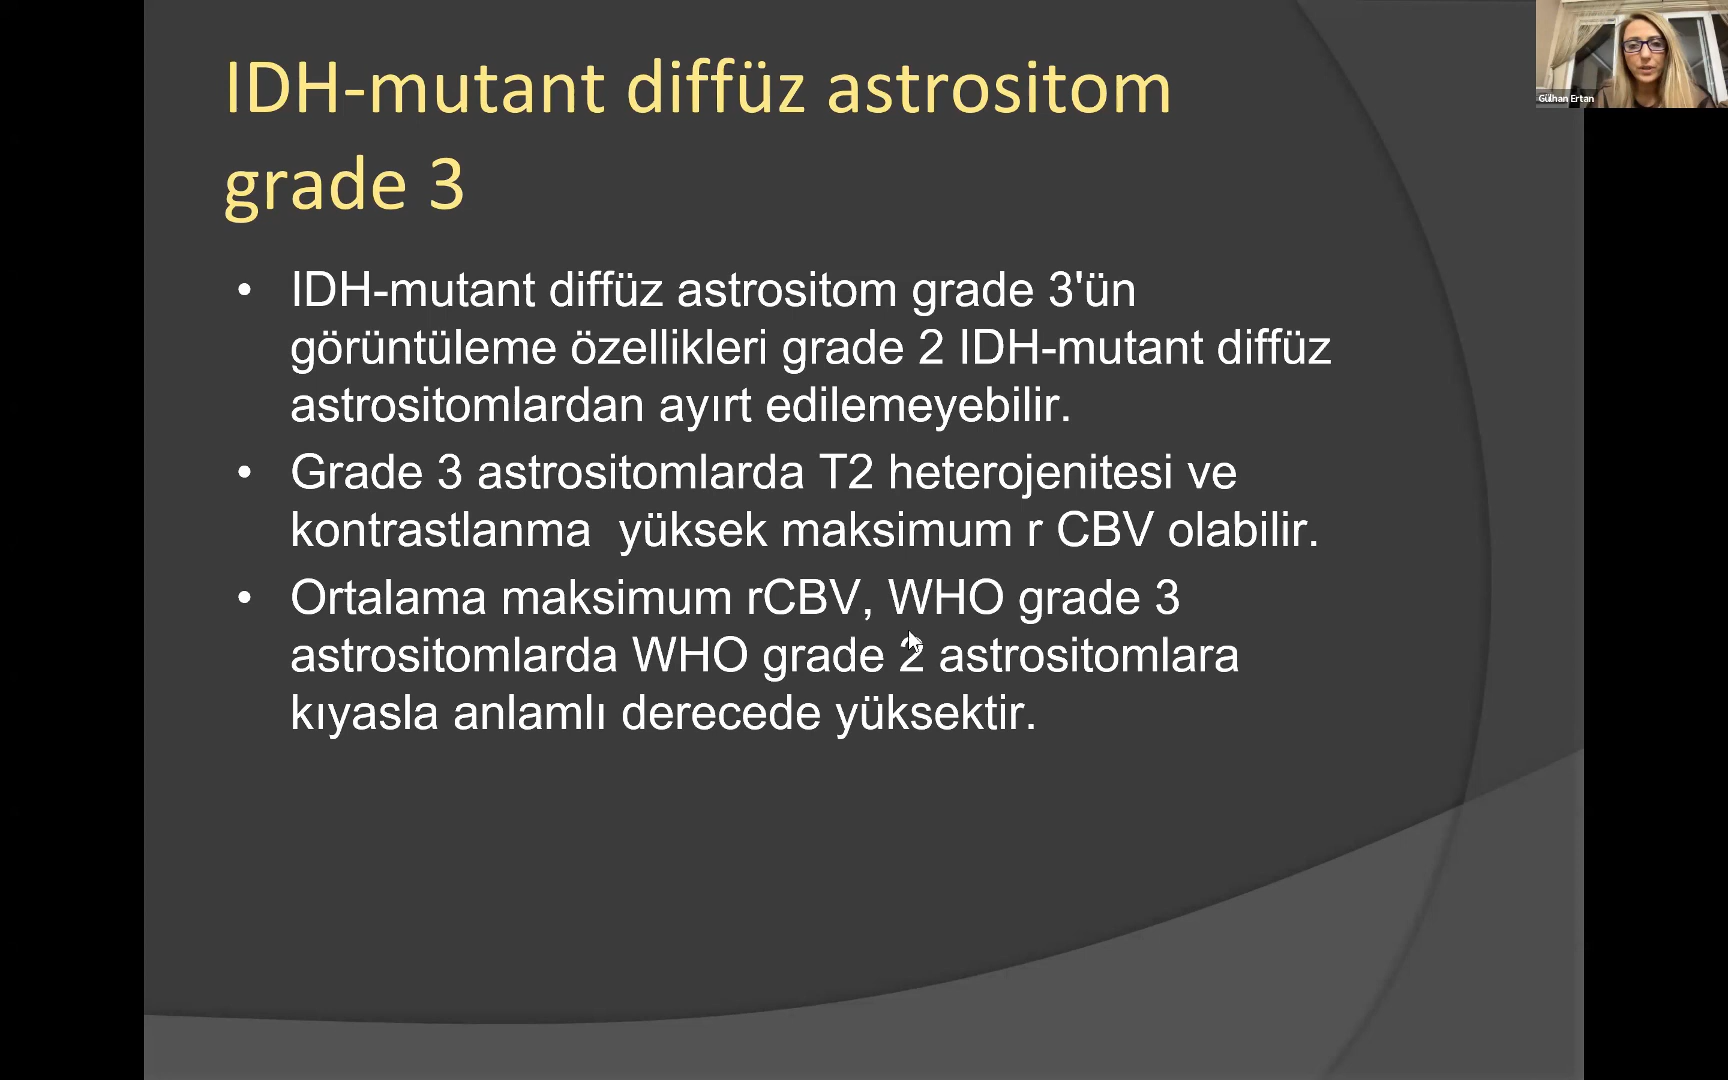 IDH-mutant diffüz astrositom
grade 3
• IDH-mutant diffüz astrositom grade 3'ün
görüntüleme özellikleri grade 2 IDH-mutant diffüz
astrositomlardan ayırt edilemeyebilir.
• Grade 3 astrositomlarda T2 heterojenitesi ve
kontrastlanma  yüksek maksimum r CBV olabilir.
• Ortalama maksimum rCBV, WHO grade 3
astrositomlarda WHO grade 2 astrositomlara
kıyasla anlamlı derecede yüksektir.
Gülhan Ertan